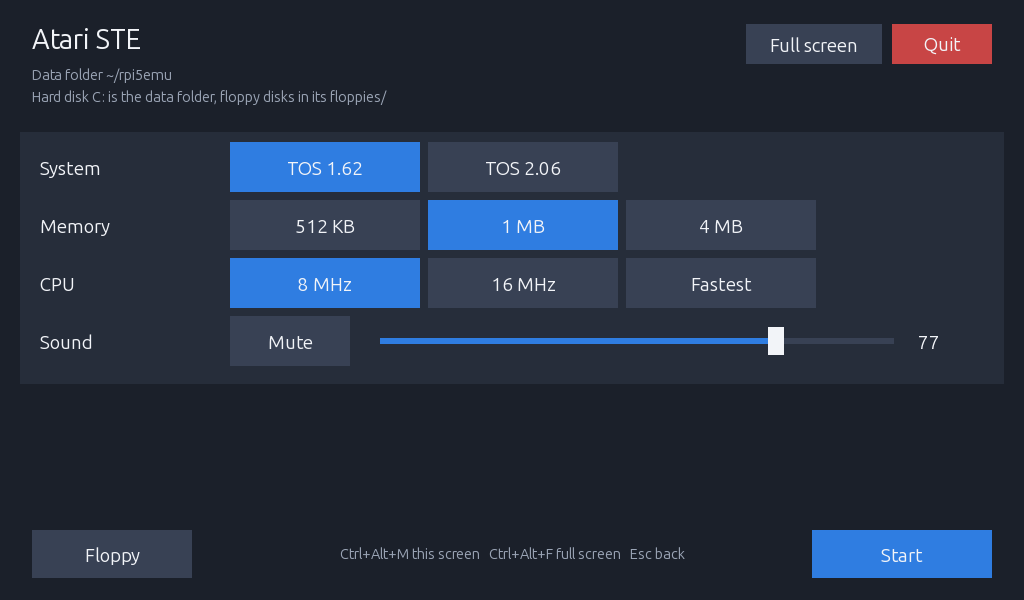 Atari STE
Full screen
Quit
Data folder ~/rpi5emu
Hard disk C: is the data folder, floppy disks in its floppies/
System
TOS 1.62
TOS 2.06
Memory
512 KB
1 MB
4 MB
CPU
8 MHz
16 MHz
Fastest
Sound
Mute
77
Floppy
Ctrl+Alt+M this screen Ctrl+Alt+F full screen Esc back
Start